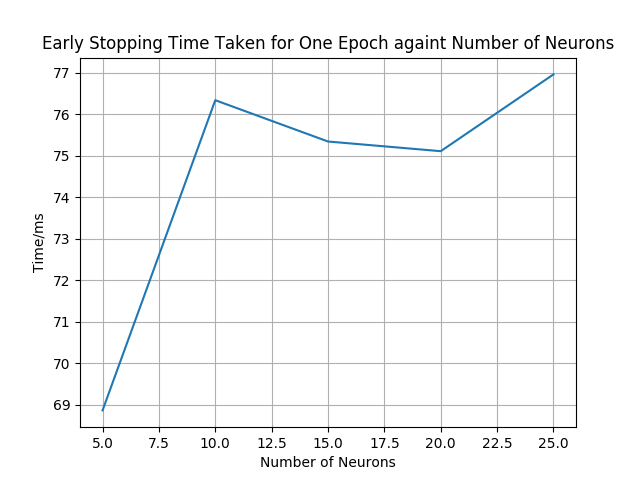 Early Stopping Time Taken for One Epoch againt Number of Neurons
77
76
75
74
73
72
71
70
69
Time/ms
5.0 7.5 10.0 12.5 15.0 17.5 20.0 22.5 25.0
Number of Neurons